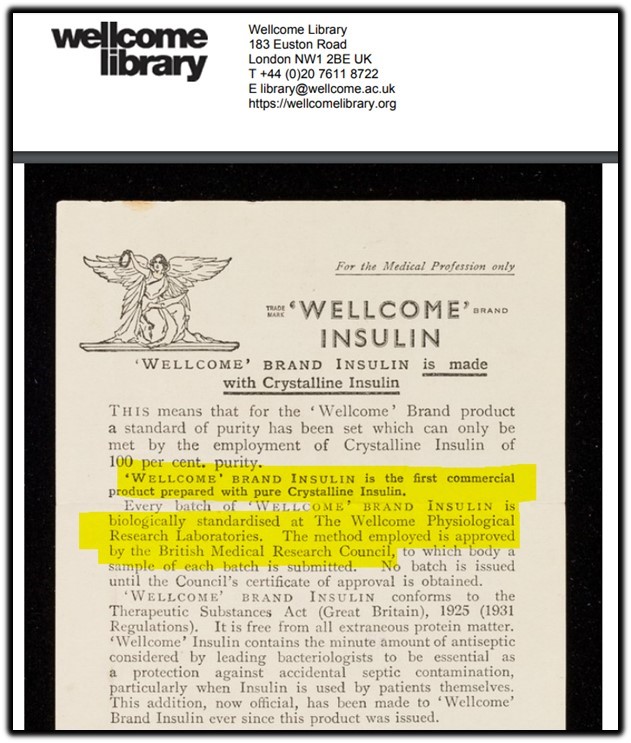 wellcome
library
Wellcome Library
183 Euston Road
London NW1 2BE UK
T +44 (0)20 7611 8722
E library@wellcome.ac.uk
https://wellcomelibrary.org
For the Medical Profession only
TRADE MARK ‘WELLCOME’ BRAND
INSULIN
‘WELLCOME’ BRAND INSULIN is made
with Crystalline Insulin
THIS means that for the ‘Wellcome’ Brand product
a standard of purity has been set which can only be
met by the employment of Crystalline Insulin of
100 per cent. purity.
‘WELLCOME’ BRAND INSULIN is the first commercial
product prepared with pure Crystalline Insulin.
Every batch of ‘WELLCOME’ BRAND INSULIN is
biologically standardised at The Wellcome Physiological
Research Laboratories. The method employed is approved
by the British Medical Research Council, to which body a
sample of each batch is submitted. No batch is issued
until the Council’s certificate of approval is obtained.
‘WELLCOME’ BRAND INSULIN conforms to the
Therapeutic Substances Act (Great Britain), 1925 (1931
Regulations). It is free from all extraneous protein matter.
‘Wellcome’ Insulin contains the minute amount of antiseptic
considered by leading bacteriologists to be essential as
a protection against accidental septic contamination,
particularly when Insulin is used by patients themselves.
This addition, now official, has been made to ‘Wellcome’
Brand Insulin ever since this product was issued.